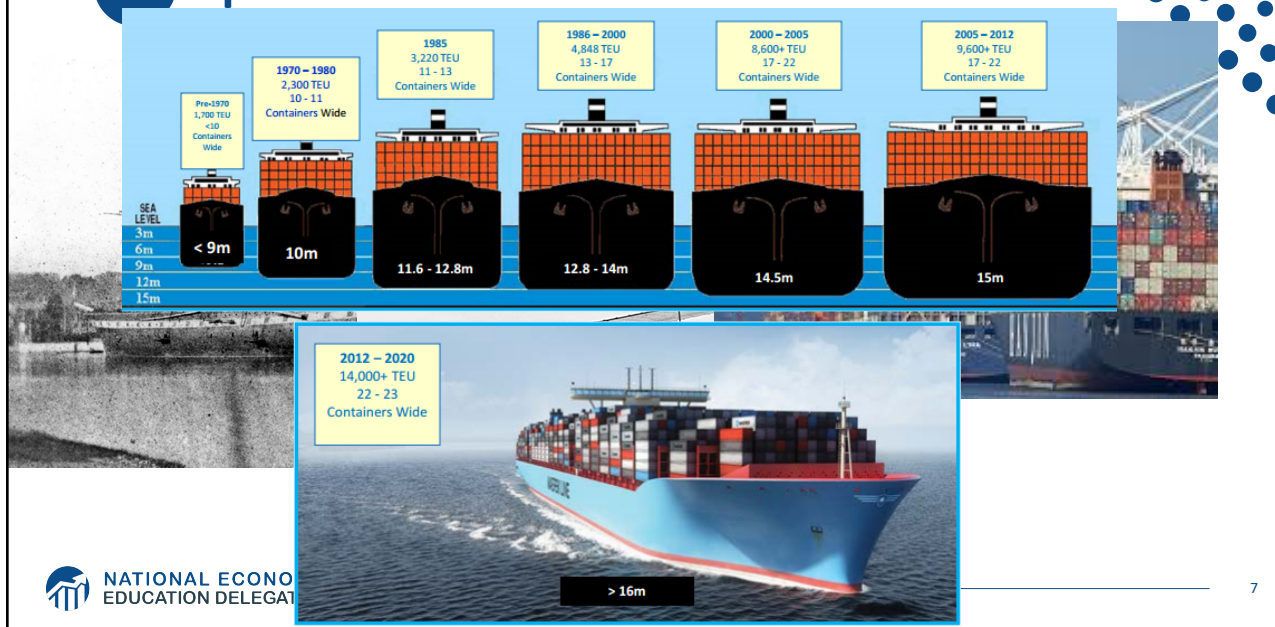 Pre-1970
1,700 TEU
<10
Containers
Wide
1970 – 1980
2,300 TEU
10 - 11
Containers Wide
1985
3,220 TEU
11 - 13
Containers Wide
1986 – 2000
4,848 TEU
13 - 17
Containers Wide
2000 – 2005
8,600+ TEU
17 - 22
Containers Wide
2005 – 2012
9,600+ TEU
17 - 22
Containers Wide
SEA
LEVEL
3m
6m
9m
12m
15m
< 9m
10m
11.6 - 12.8m
12.8 - 14m
14.5m
15m
2012 – 2020
14,000+ TEU
22 - 23
Containers Wide
> 16m
NATIONAL ECONO
EDUCATION DELEGAT
7